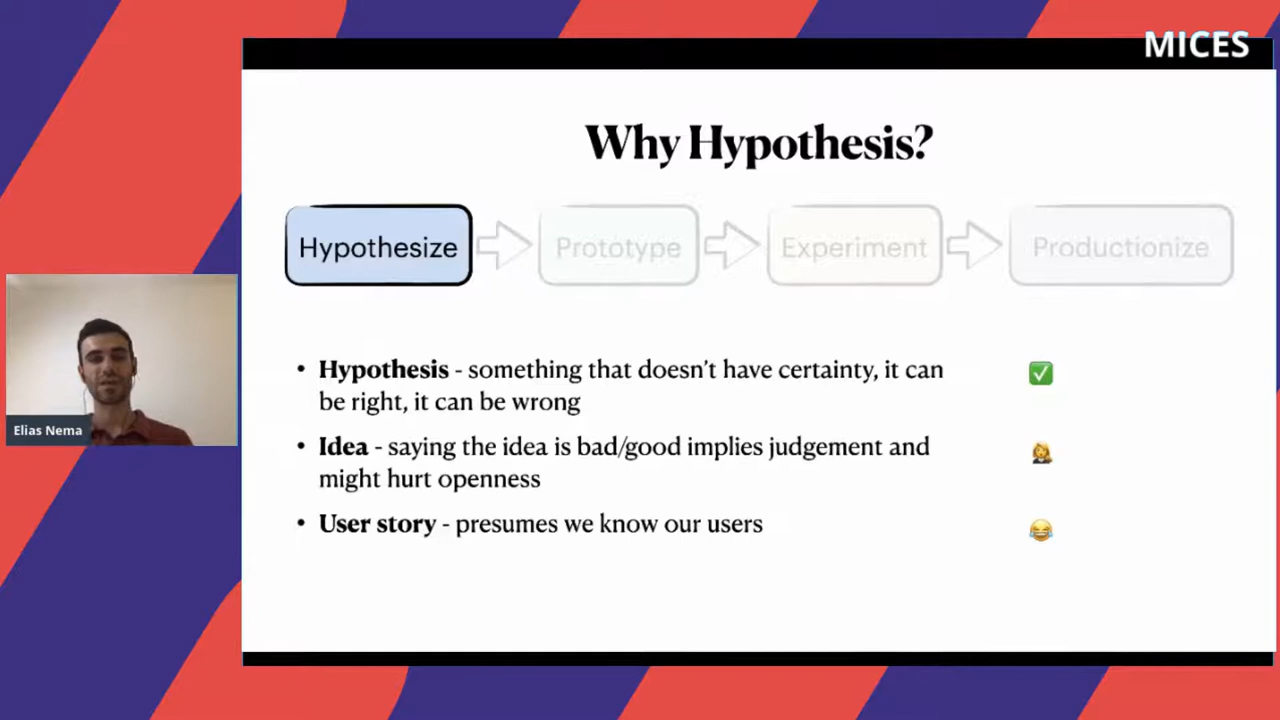 MICES
Why Hypothesis?
Hypothesize
Prototype
Experiment
Productionize
• Hypothesis - something that doesn’t have certainty, it can
be right, it can be wrong
• Idea - saying the idea is bad/good implies judgement and
might hurt openness
• User story - presumes we know our users
Elias Nema